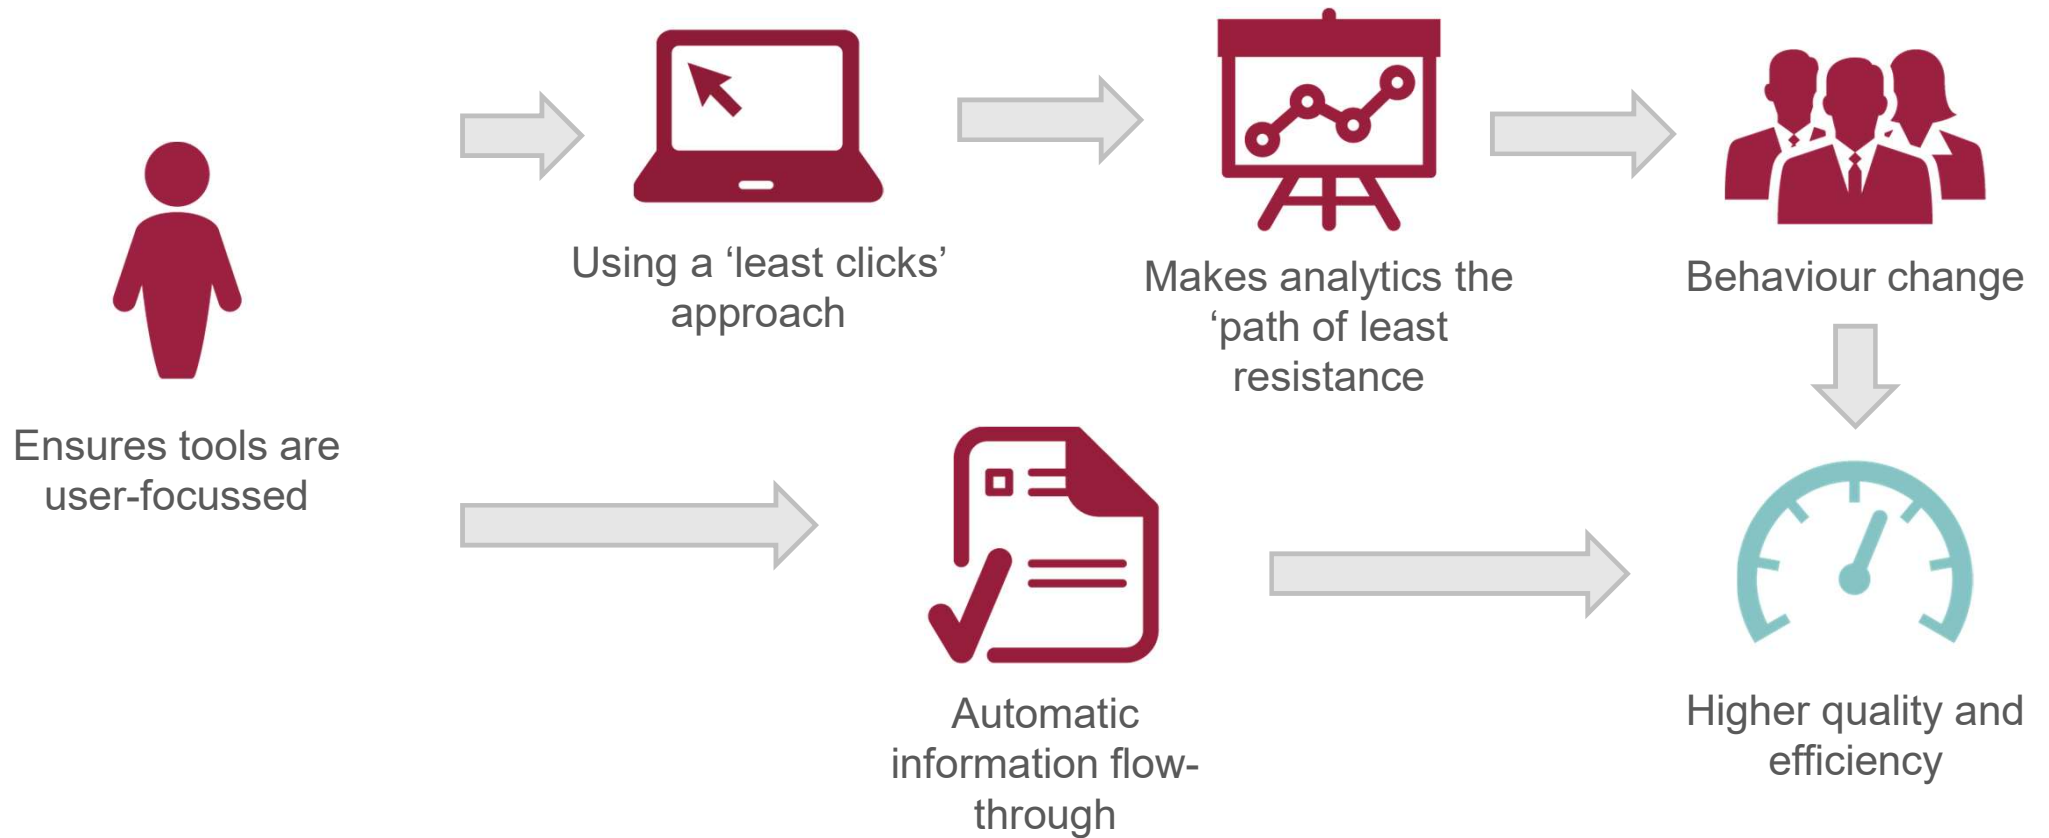 Using a ‘least clicks’
approach
Makes analytics the
‘path of least
resistance
Behaviour change
Ensures tools are
user-focussed
Automatic
information flow-
through
Higher quality and
efficiency